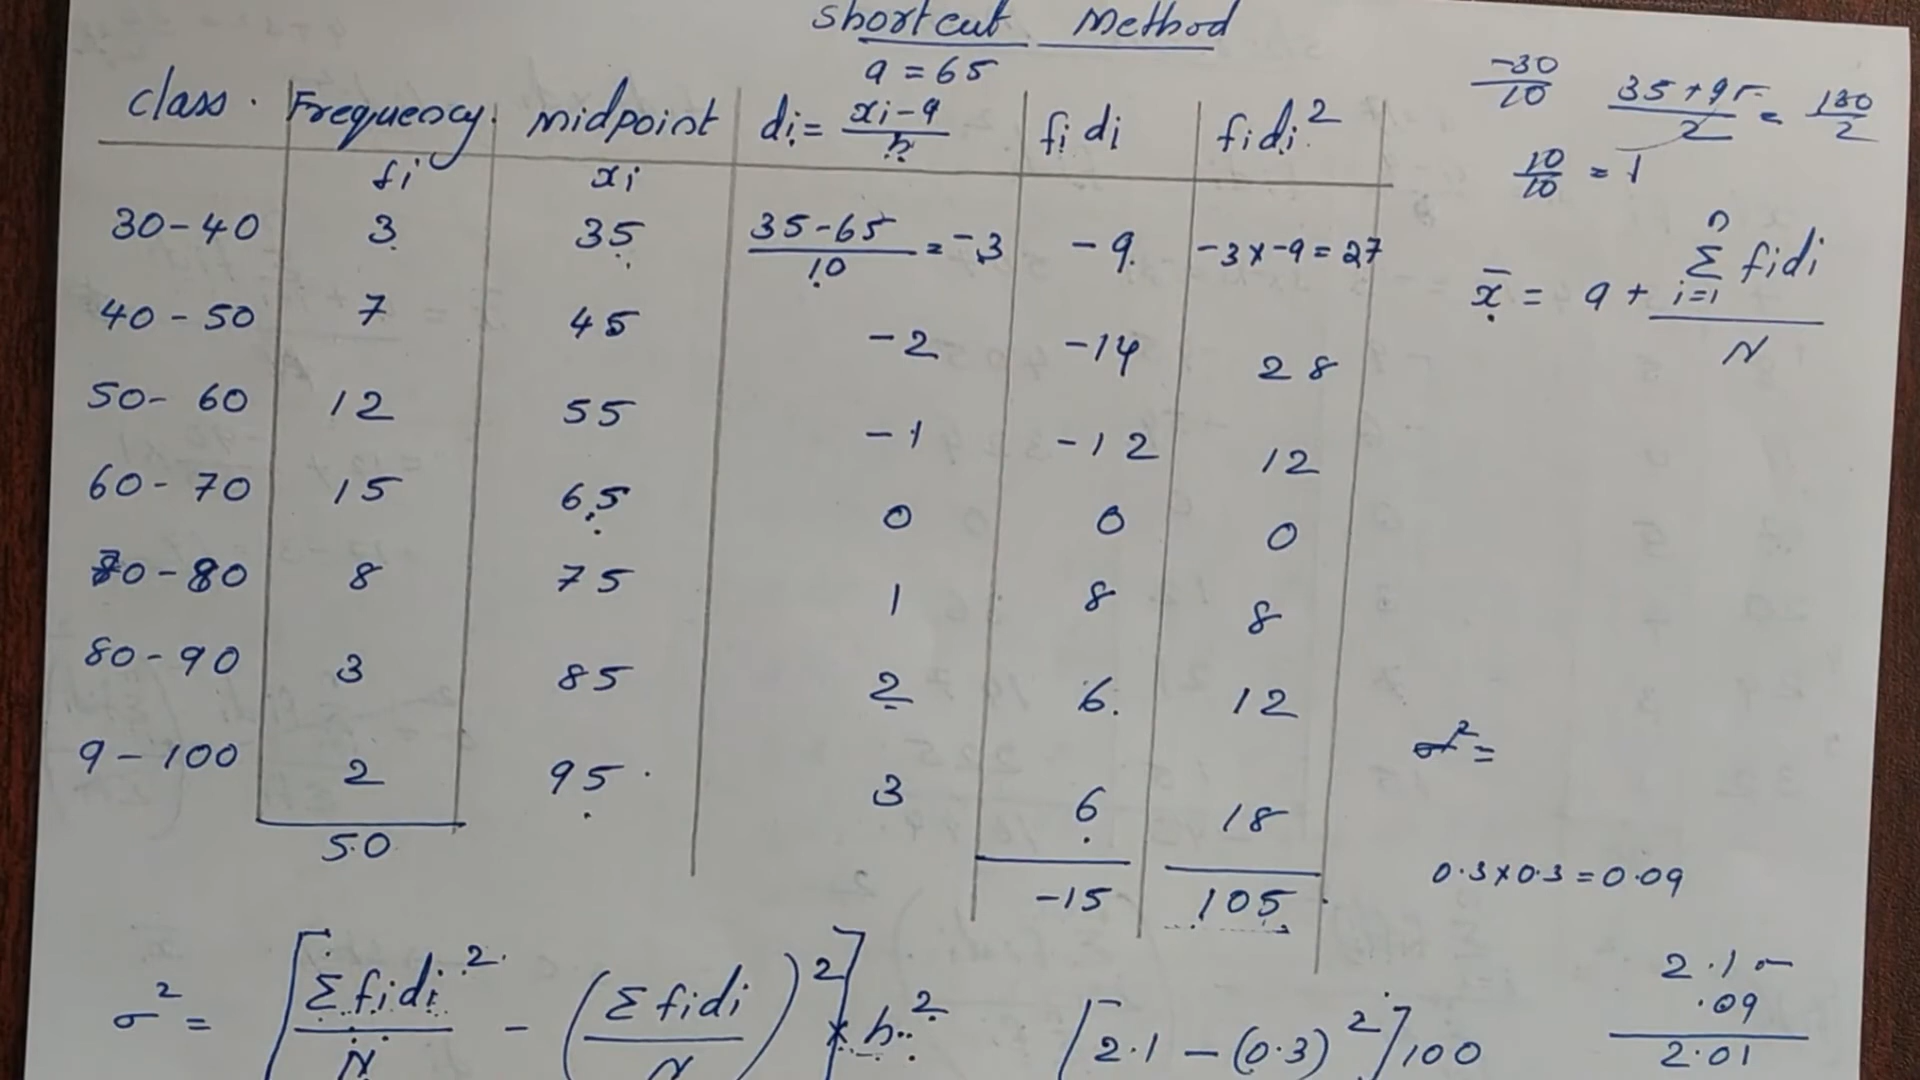 Shortcut Method
a = 65
class. Frequency fi midpoint xi di = (xi - a)/h fidi fidi²
30-40 3 35 (35-65)/10 = -3 -9 -3x-9=27
40-50 7 45 -2 -14 28
50-60 12 55 -1 -12 12
60-70 15 65 0 0 0
70-80 8 75 1 8 8
80-90 3 85 2 6 12
9-100 2 95 3 6 18
50 -15 105
-30/10 (35+95)/2 = 130/2
10/10 = 1
x̄ = a + Σ(i=1 to n) fidi / N
σ² =
0.3x0.3=0.09
2.10-
.09
2.01
σ² = [Σfidi²/N - (Σfidi/N)²] x h² [2.1-(0.3)²]100